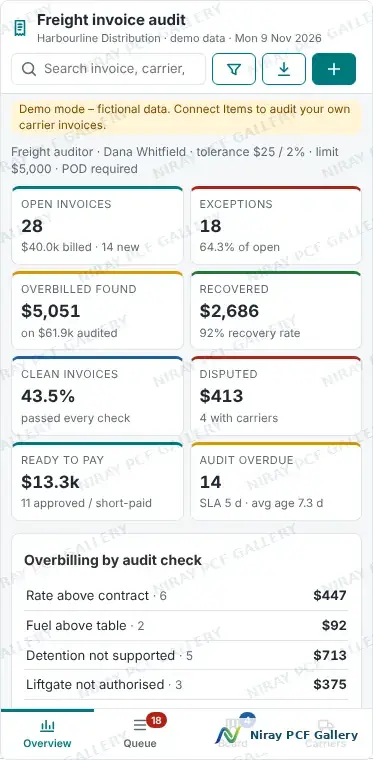 Freight invoice audit
Harbourline Distribution · demo data · Mon 9 Nov 2026
Search invoice, carrier,
Demo mode – fictional data. Connect Items to audit your own
carrier invoices.
Freight auditor · Dana Whitfield · tolerance $25 / 2% · limit
$5,000 · POD required
OPEN INVOICES
28
$40.0k billed · 14 new
EXCEPTIONS
18
64.3% of open
OVERBILLED FOUND
$5,051
on $61.9k audited
RECOVERED
$2,686
92% recovery rate
CLEAN INVOICES
43.5%
passed every check
DISPUTED
$413
4 with carriers
READY TO PAY
$13.3k
11 approved / short-paid
AUDIT OVERDUE
14
SLA 5 d · avg age 7.3 d
Overbilling by audit check
Rate above contract · 6 $447
Fuel above table · 2 $92
Detention not supported · 5 $713
Liftgate not authorised · 3 $375
Overview
Queue 18
Board
Carriers
Niray PCF Gallery
NIRAY PCF GALLERY